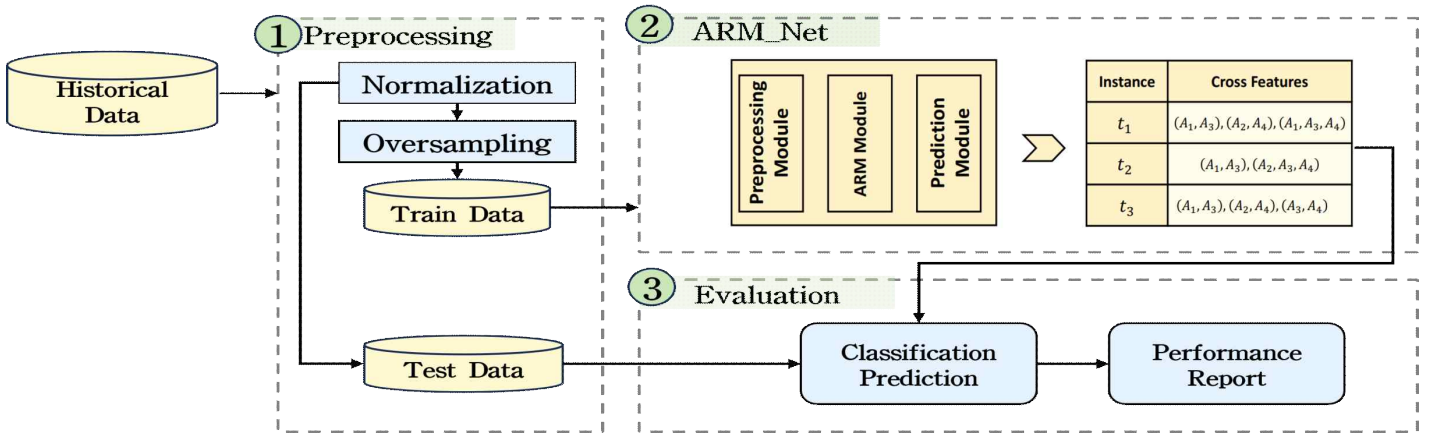 Historical
Data
1 Preprocessing
Normalization
Oversampling
Train Data
Test Data
2 ARM_Net
Preprocessing
Module
ARM Module
Prediction
Module
Instance Cross Features
t₁ (A₁, A₃), (A₂, A₄), (A₁, A₃, A₄)
t₂ (A₁, A₃), (A₂, A₃, A₄)
t₃ (A₁, A₃), (A₂, A₄), (A₃, A₄)
3 Evaluation
Classification
Prediction
Performance
Report